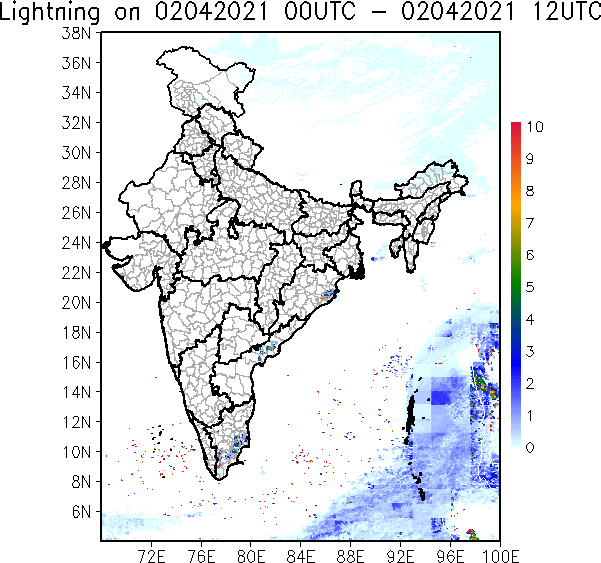 Lightning on 02042021 00UTC – 02042021 12UTC
38N
36N
34N
32N
30N
28N
26N
24N
22N
20N
18N
16N
14N
12N
10N
8N
6N
72E 76E 80E 84E 88E 92E 96E 100E
10
9
8
7
6
5
4
3
2
1
0